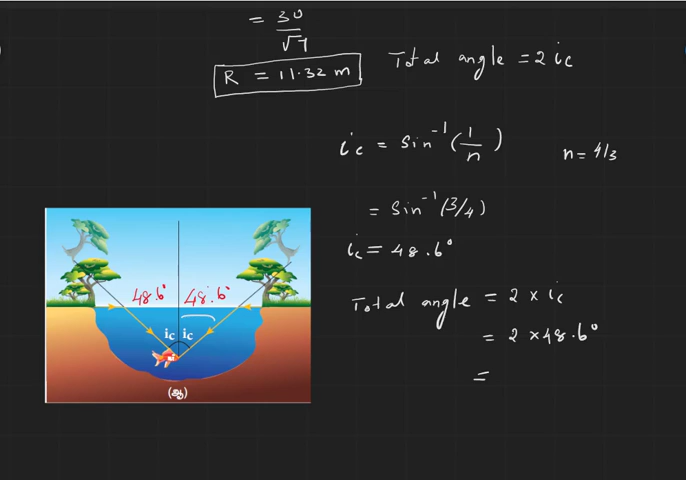 = 30
√7
R = 11.32 m
Total angle = 2 ic
ic = sin⁻¹ (1/n)
n = 4/3
= sin⁻¹ (3/4)
ic = 48.6°
Total angle = 2 × ic
= 2 × 48.6°
=
48.6° 48.6°
ic ic
(ஆ)